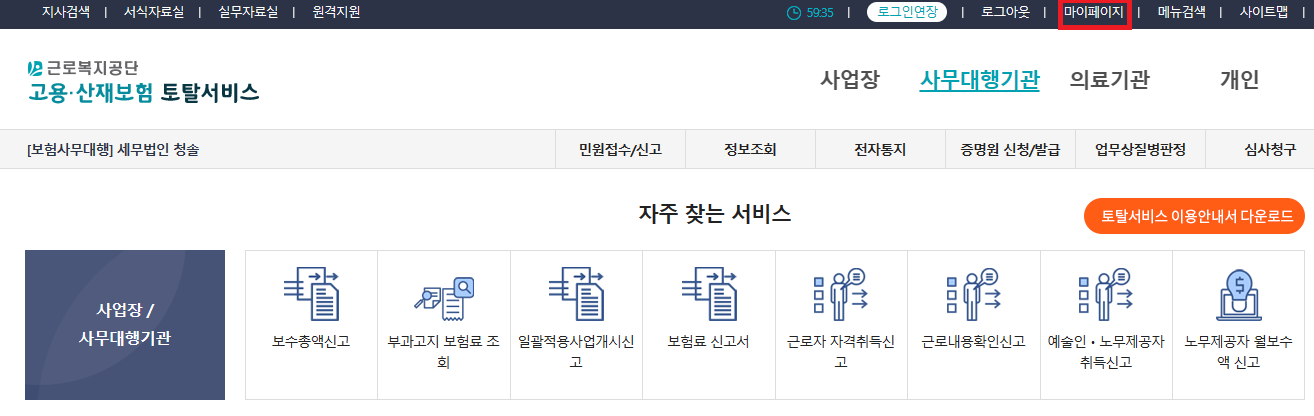 지사검색 | 서식자료실 | 실무자료실 | 원격지원
59:35 | 로그인연장 | 로그아웃 | 마이페이지 | 메뉴검색 | 사이트맵 |
근로복지공단
고용·산재보험 토탈서비스
사업장 사무대행기관 의료기관 개인
[보험사무대행] 세무법인 청솔
민원접수/신고 정보조회 전자통지 증명원 신청/발급 업무상질병판정 심사청구
자주 찾는 서비스
토탈서비스 이용안내서 다운로드
사업장 /
사무대행기관
보수총액신고
부과고지 보험료 조
회
일괄적용사업개시신
고
보험료 신고서
근로자 자격취득신
고
근로내용확인신고
예술인 • 노무제공자
취득신고
노무제공자 월보수
액 신고